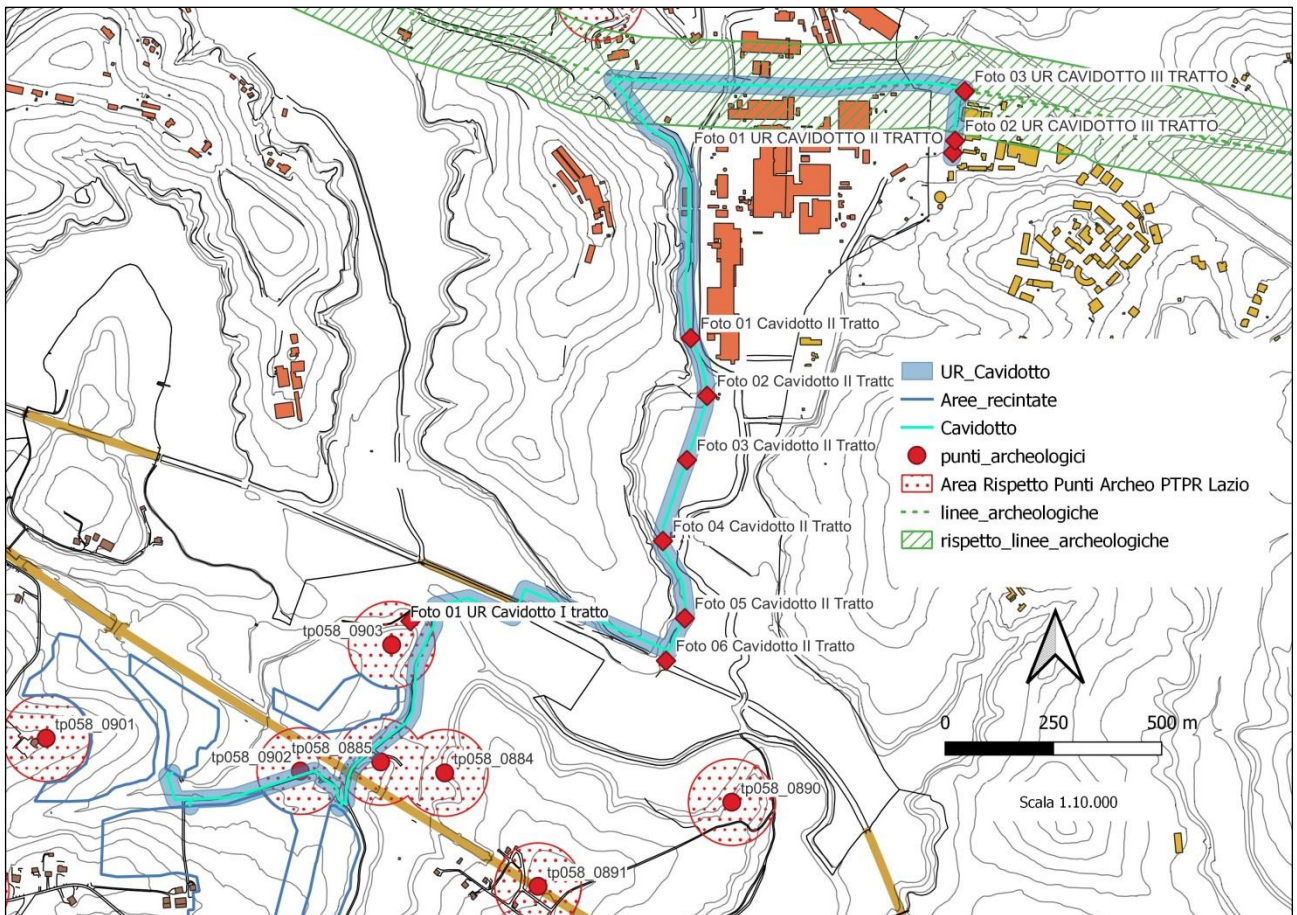 Foto 03 UR CAVIDOTTO III TRATTO
Foto 02 UR CAVIDOTTO III TRATTO
Foto 01 UR CAVIDOTTO II TRATTO
Foto 01 Cavidotto II Tratto
Foto 02 Cavidotto II Tratto
Foto 03 Cavidotto II Tratto
Foto 04 Cavidotto II Tratto
Foto 05 Cavidotto II Tratto
Foto 06 Cavidotto II Tratto
Foto 01 UR Cavidotto I tratto
tp058_0903
tp058_0901
tp058_0902
tp058_0885
tp058_0884
tp058_0890
tp058_0891
UR_Cavidotto
Aree_recintate
Cavidotto
punti_archeologici
Area Rispetto Punti Archeo PTPR Lazio
linee_archeologiche
rispetto_linee_archeologiche
0 250 500 m
Scala 1.10.000